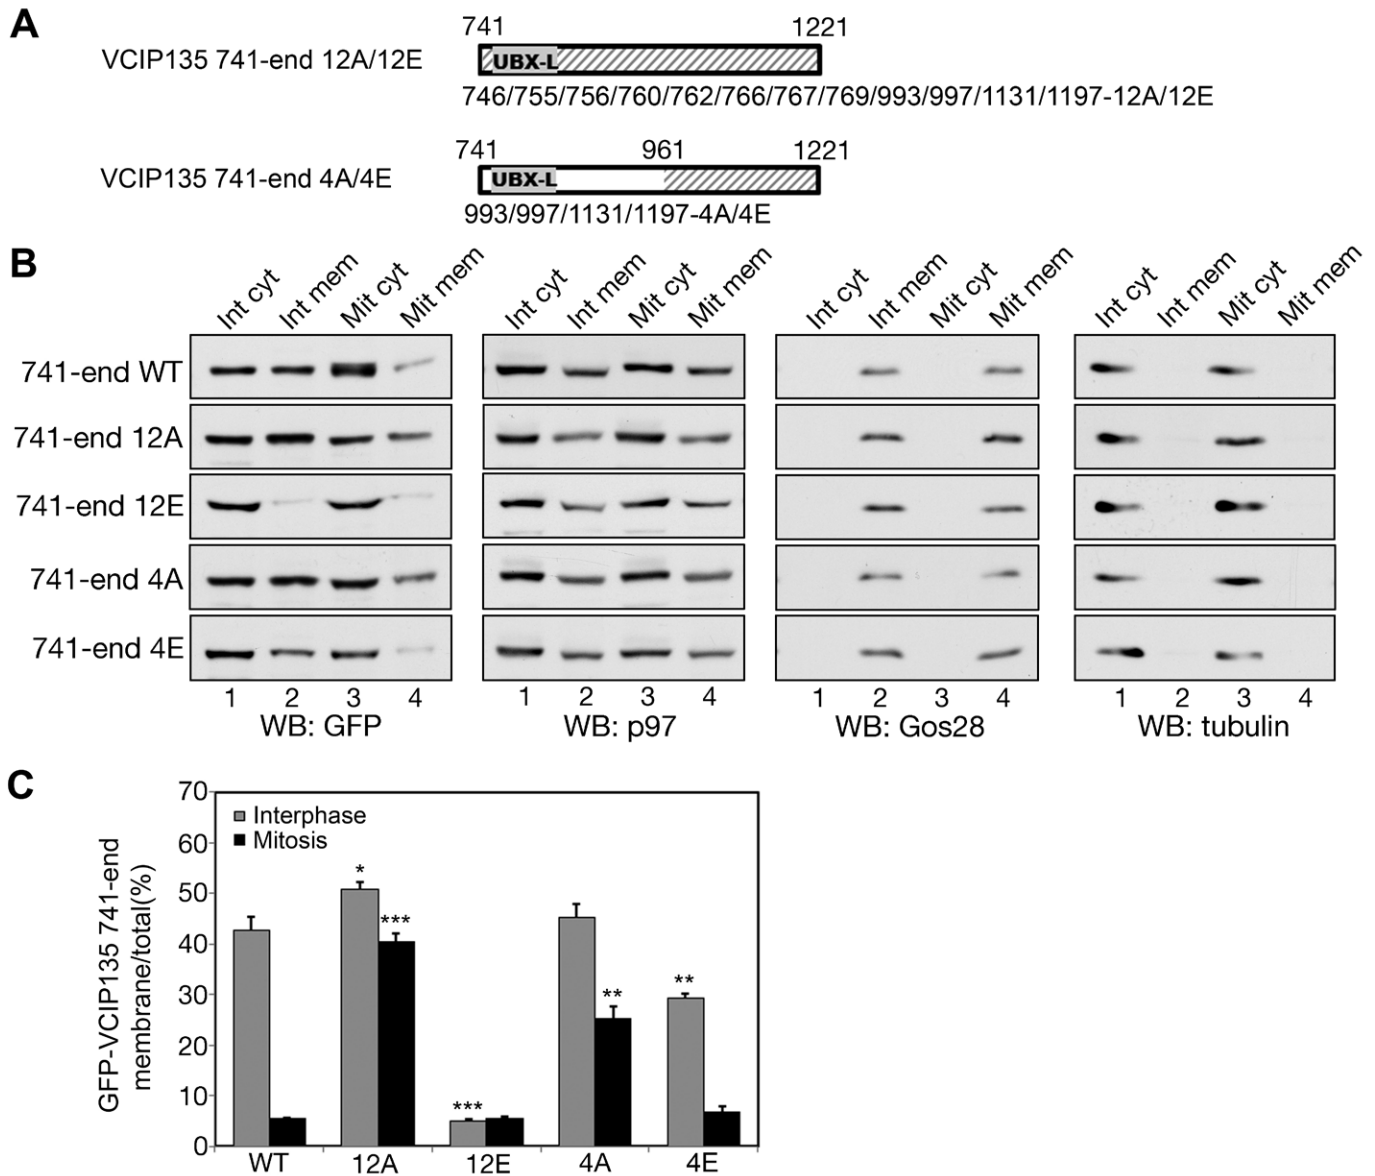 A
741 1221
VCIP135 741-end 12A/12E
UBX-L
746/755/756/760/762/766/767/769/993/997/1131/1197-12A/12E
741 961 1221
VCIP135 741-end 4A/4E
UBX-L
993/997/1131/1197-4A/4E
B
Int cyt Int mem Mit cyt Mit mem Int cyt Int mem Mit cyt Mit mem Int cyt Int mem Mit cyt Mit mem Int cyt Int mem Mit cyt Mit mem
741-end WT
741-end 12A
741-end 12E
741-end 4A
741-end 4E
1 2 3 4 1 2 3 4 1 2 3 4 1 2 3 4
WB: GFP WB: p97 WB: Gos28 WB: tubulin
C
GFP-VCIP135 741-end
membrane/total(%)
70
60
50
40
30
20
10
0
Interphase
Mitosis
*
***
***
**
**
WT 12A 12E 4A 4E